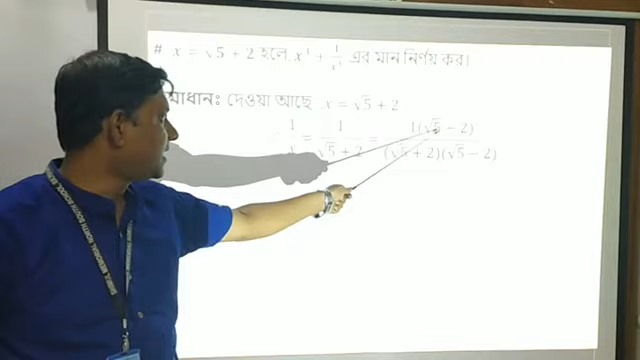 # x = √5 + 2 হলে, x³ + 1/x³ এর মান নির্ণয় কর।
মাধানঃ দেওয়া আছে, x = √5 + 2
1/x = 1/(√5 + 2) = 1(√5 − 2)/((√5 + 2)(√5 − 2))